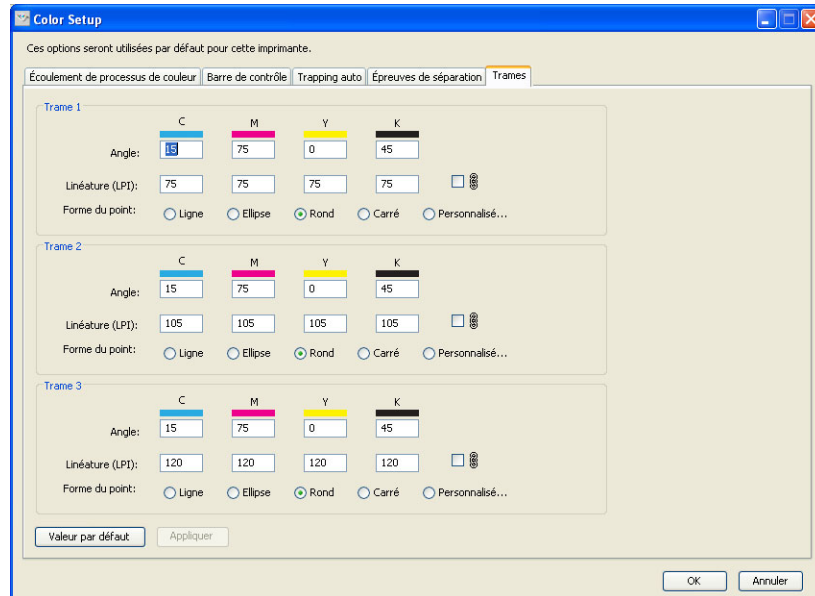 Color Setup
Ces options seront utilisées par défaut pour cette imprimante.
Écoulement de processus de couleur Barre de contrôle Trapping auto Épreuves de séparation Trames
Trame 1
C M Y K
Angle: 15 75 0 45
Linéature (LPI): 75 75 75 75
Forme du point: Ligne Ellipse Rond Carré Personnalisé...
Trame 2
C M Y K
Angle: 15 75 0 45
Linéature (LPI): 105 105 105 105
Forme du point: Ligne Ellipse Rond Carré Personnalisé...
Trame 3
C M Y K
Angle: 15 75 0 45
Linéature (LPI): 120 120 120 120
Forme du point: Ligne Ellipse Rond Carré Personnalisé...
Valeur par défaut Appliquer
OK Annuler